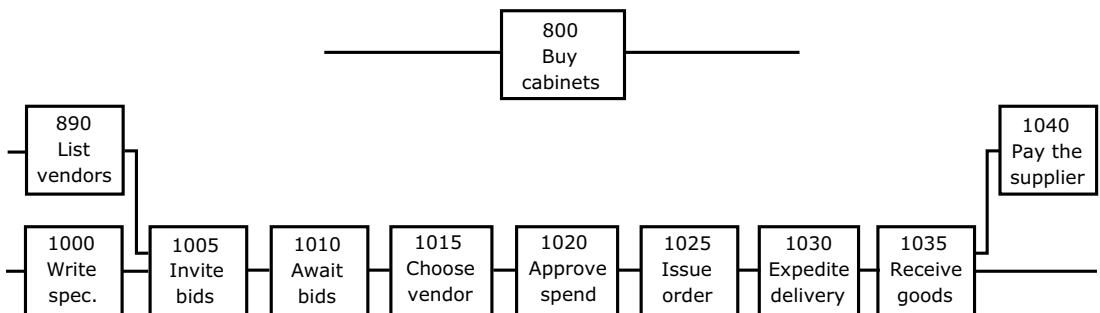 800
Buy
cabinets
890
List
vendors
1040
Pay the
supplier
1000
Write
spec.
1005
Invite
bids
1010
Await
bids
1015
Choose
vendor
1020
Approve
spend
1025
Issue
order
1030
Expedite
delivery
1035
Receive
goods